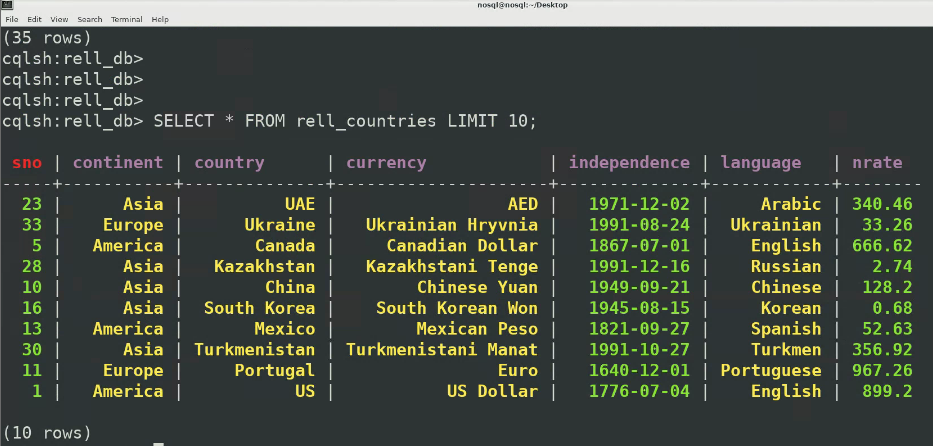 nosql@nosql:~/Desktop
File Edit View Search Terminal Help
(35 rows)
cqlsh:rell_db>
cqlsh:rell_db>
cqlsh:rell_db>
cqlsh:rell_db> SELECT * FROM rell_countries LIMIT 10;
sno | continent | country | currency | independence | language | nrate
-----+-----------+--------------+---------------------+--------------+------------+--------
23 | Asia | UAE | AED | 1971-12-02 | Arabic | 340.46
33 | Europe | Ukraine | Ukrainian Hryvnia | 1991-08-24 | Ukrainian | 33.26
5 | America | Canada | Canadian Dollar | 1867-07-01 | English | 666.62
28 | Asia | Kazakhstan | Kazakhstani Tenge | 1991-12-16 | Russian | 2.74
10 | Asia | China | Chinese Yuan | 1949-09-21 | Chinese | 128.2
16 | Asia | South Korea | South Korean Won | 1945-08-15 | Korean | 0.68
13 | America | Mexico | Mexican Peso | 1821-09-27 | Spanish | 52.63
30 | Asia | Turkmenistan | Turkmenistani Manat | 1991-10-27 | Turkmen | 356.92
11 | Europe | Portugal | Euro | 1640-12-01 | Portuguese | 967.26
1 | America | US | US Dollar | 1776-07-04 | English | 899.2
(10 rows)